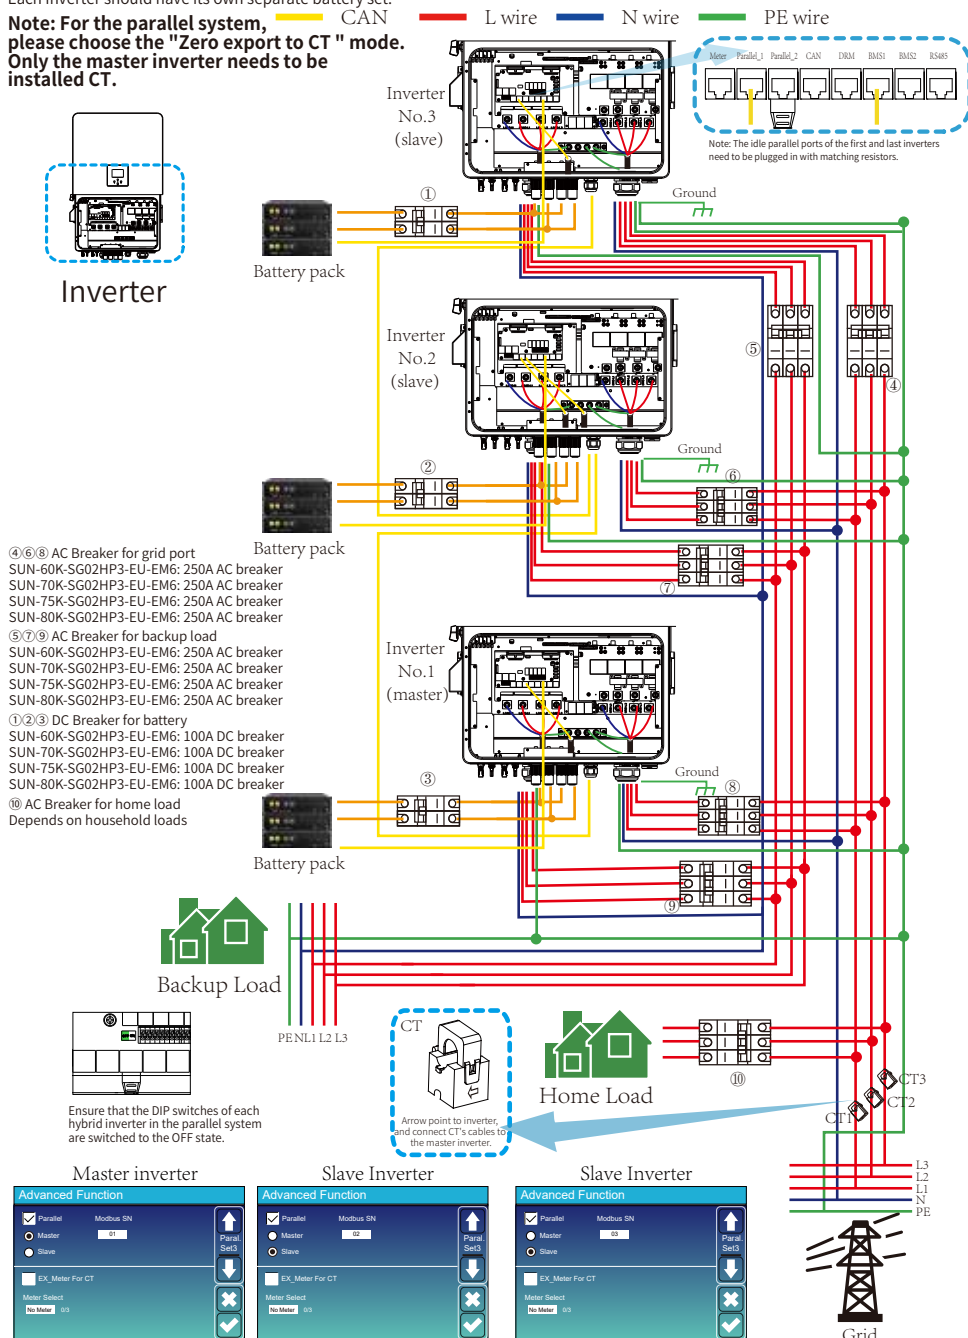 Each inverter should have its own separate battery set.
Note: For the parallel system,
please choose the "Zero export to CT " mode.
Only the master inverter needs to be
installed CT.
CAN
L wire
N wire
PE wire
Meter Parallel_1 Parallel_2 CAN DRM BMS1 BMS2 RS485
Note: The idle parallel ports of the first and last inverters
need to be plugged in with matching resistors.
Inverter
No.3
(slave)
Ground
①
Battery pack
Inverter
Inverter
No.2
(slave)
⑤
④
Ground
②
⑥
Battery pack
⑦
④⑥⑧ AC Breaker for grid port
SUN-60K-SG02HP3-EU-EM6: 250A AC breaker
SUN-70K-SG02HP3-EU-EM6: 250A AC breaker
SUN-75K-SG02HP3-EU-EM6: 250A AC breaker
SUN-80K-SG02HP3-EU-EM6: 250A AC breaker
⑤⑦⑨ AC Breaker for backup load
SUN-60K-SG02HP3-EU-EM6: 250A AC breaker
SUN-70K-SG02HP3-EU-EM6: 250A AC breaker
SUN-75K-SG02HP3-EU-EM6: 250A AC breaker
SUN-80K-SG02HP3-EU-EM6: 250A AC breaker
①②③ DC Breaker for battery
SUN-60K-SG02HP3-EU-EM6: 100A DC breaker
SUN-70K-SG02HP3-EU-EM6: 100A DC breaker
SUN-75K-SG02HP3-EU-EM6: 100A DC breaker
SUN-80K-SG02HP3-EU-EM6: 100A DC breaker
⑩ AC Breaker for home load
Depends on household loads
Inverter
No.1
(master)
Ground
③
⑧
Battery pack
⑨
Backup Load
PE N L1 L2 L3
CT
Arrow point to inverter,
and connect CT's cables to
the master inverter.
Home Load
⑩
CT3
CT2
CT1
Ensure that the DIP switches of each
hybrid inverter in the parallel system
are switched to the OFF state.
L3
L2
L1
N
PE
Grid
Master inverter
Advanced Function
Parallel Modbus SN
Master 01
Slave
Paral.
Set3
EX_Meter For CT
Meter Select
No Meter 0/3
Slave Inverter
Advanced Function
Parallel Modbus SN
Master 02
Slave
Paral.
Set3
EX_Meter For CT
Meter Select
No Meter 0/3
Slave Inverter
Advanced Function
Parallel Modbus SN
Master 03
Slave
Paral.
Set3
EX_Meter For CT
Meter Select
No Meter 0/3